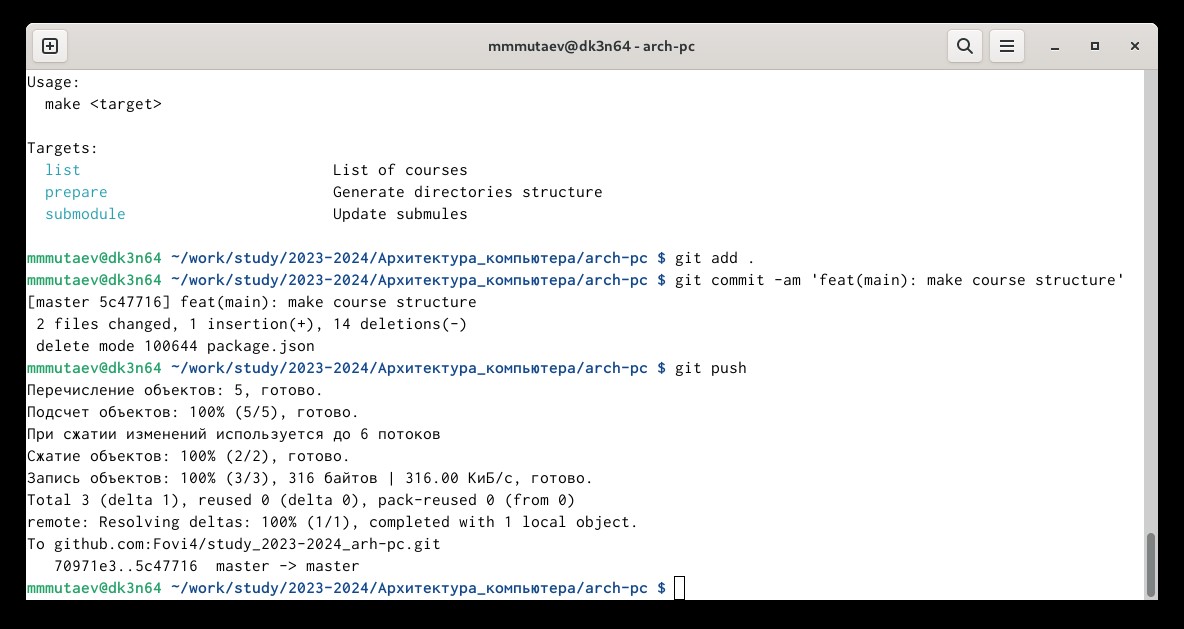 mmmutaev@dk3n64 - arch-pc
Usage:
  make <target>
Targets:
  list                            List of courses
  prepare                         Generate directories structure
  submodule                       Update submules
mmmutaev@dk3n64 ~/work/study/2023-2024/Архитектура_компьютера/arch-pc $ git add .
mmmutaev@dk3n64 ~/work/study/2023-2024/Архитектура_компьютера/arch-pc $ git commit -am 'feat(main): make course structure'
[master 5c47716] feat(main): make course structure
 2 files changed, 1 insertion(+), 14 deletions(-)
 delete mode 100644 package.json
mmmutaev@dk3n64 ~/work/study/2023-2024/Архитектура_компьютера/arch-pc $ git push
Перечисление объектов: 5, готово.
Подсчет объектов: 100% (5/5), готово.
При сжатии изменений используется до 6 потоков
Сжатие объектов: 100% (2/2), готово.
Запись объектов: 100% (3/3), 316 байтов | 316.00 КиБ/с, готово.
Total 3 (delta 1), reused 0 (delta 0), pack-reused 0 (from 0)
remote: Resolving deltas: 100% (1/1), completed with 1 local object.
To github.com:Fovi4/study_2023-2024_arh-pc.git
   70971e3..5c47716  master -> master
mmmutaev@dk3n64 ~/work/study/2023-2024/Архитектура_компьютера/arch-pc $